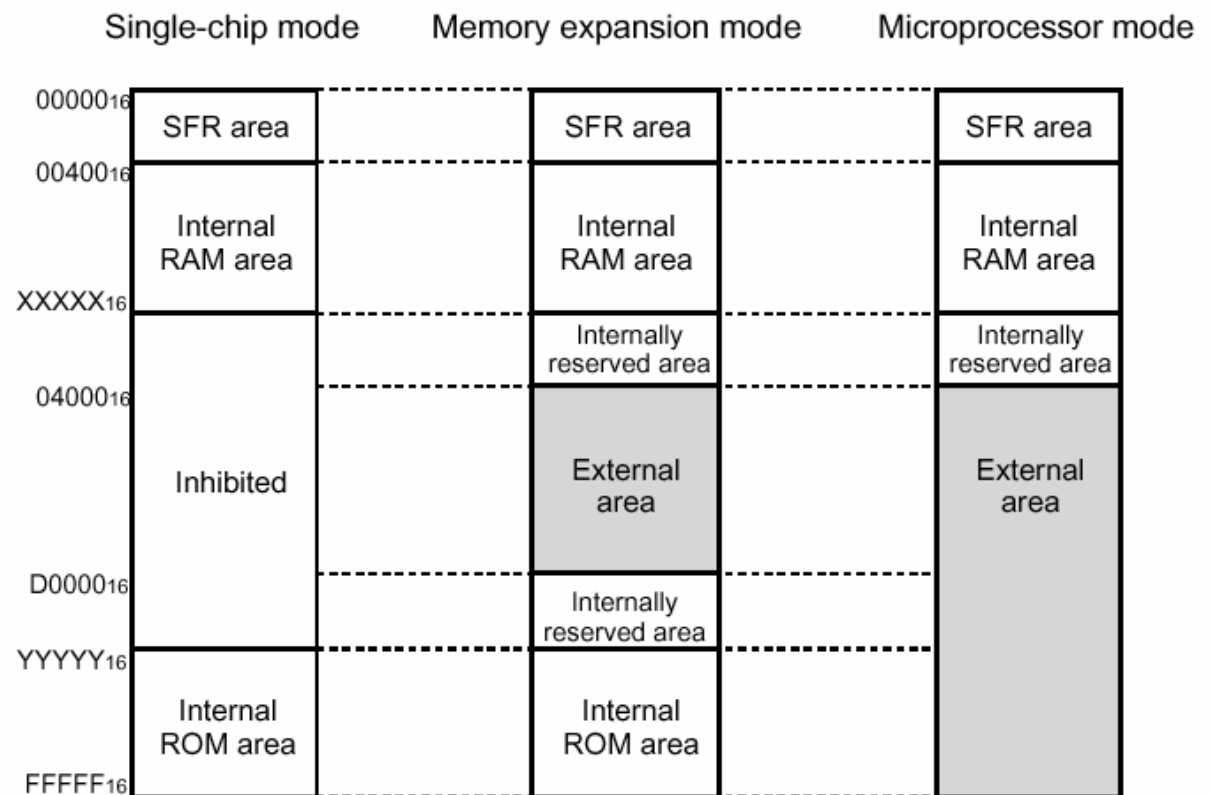 Single-chip mode
Memory expansion mode
Microprocessor mode
00000₁₆
SFR area
SFR area
SFR area
00400₁₆
Internal
RAM area
Internal
RAM area
Internal
RAM area
XXXXX₁₆
Internally
reserved area
Internally
reserved area
04000₁₆
Inhibited
External
area
External
area
D0000₁₆
Internally
reserved area
YYYYY₁₆
Internal
ROM area
Internal
ROM area
FFFFF₁₆